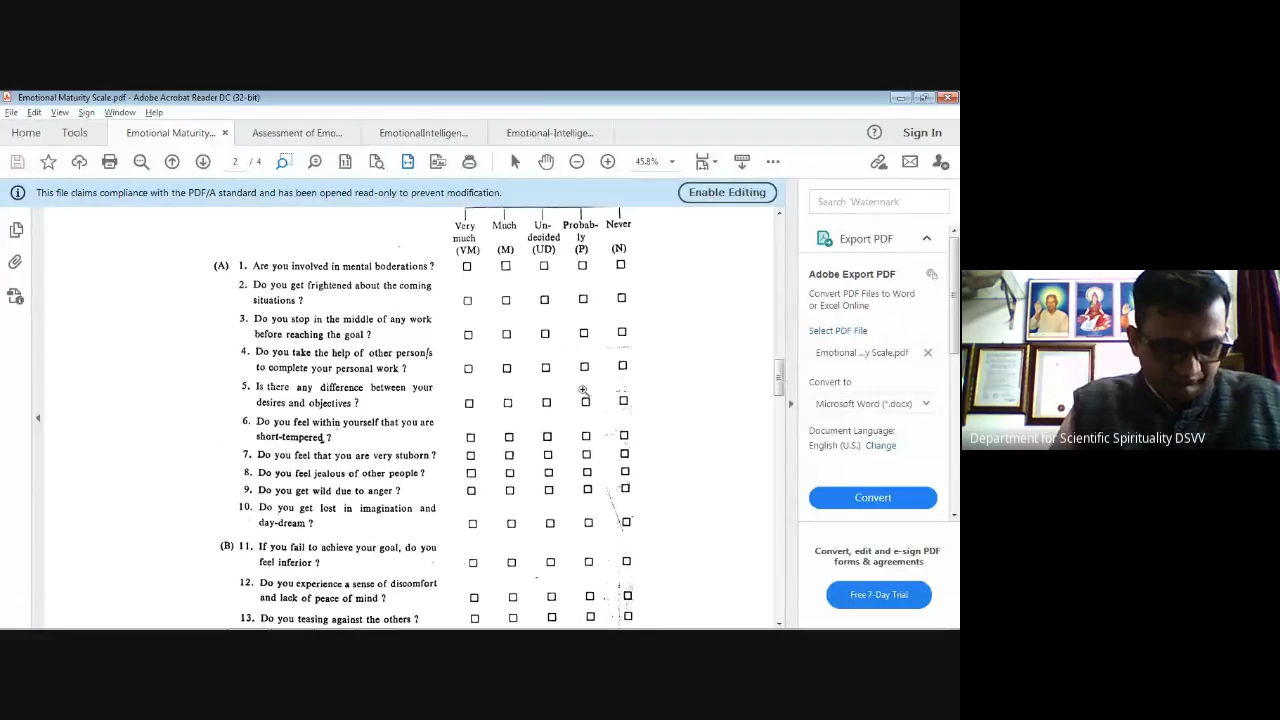 Emotional Maturity Scale.pdf - Adobe Acrobat Reader DC (32-bit)
File Edit View Sign Window Help
Home Tools Emotional Maturity... × Assessment of Emo... EmotionalIntelligen... Emotional-Intellige... Sign In
2 / 4 45.8%
This file claims compliance with the PDF/A standard and has been opened read-only to prevent modification. Enable Editing
Very much (VM) Much (M) Un-decided (UD) Probab-ly (P) Never (N)
(A) 1. Are you involved in mental boderations ?
2. Do you get frightened about the coming
situations ?
3. Do you stop in the middle of any work
before reaching the goal ?
4. Do you take the help of other person/s
to complete your personal work ?
5. Is there any difference between your
desires and objectives ?
6. Do you feel within yourself that you are
short-tempered ?
7. Do you feel that you are very stuborn ?
8. Do you feel jealous of other people ?
9. Do you get wild due to anger ?
10. Do you get lost in imagination and
day-dream ?
(B) 11. If you fail to achieve your goal, do you
feel inferior ?
12. Do you experience a sense of discomfort
and lack of peace of mind ?
13. Do you teasing against the others ?
Search 'Watermark'
Export PDF
Adobe Export PDF
Convert PDF Files to Word
or Excel Online
Select PDF File
Emotional ...y Scale.pdf ×
Convert to
Microsoft Word (*.docx)
Document Language:
English (U.S.) Change
Convert
Convert, edit and e-sign PDF
forms & agreements
Free 7-Day Trial
Department for Scientific Spirituality DSVV